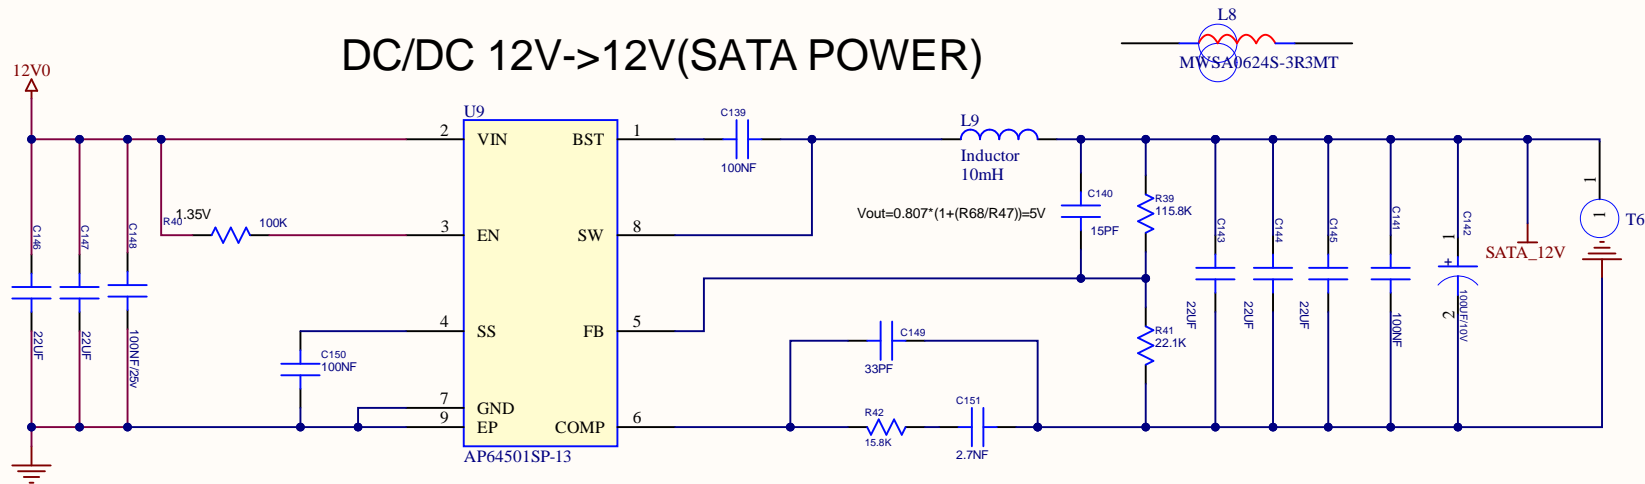 DC/DC 12V->12V(SATA POWER)
L8
MWSA0624S-3R3MT
12V0
U9
2
VIN
BST
1
3
EN
SW
8
4
SS
FB
5
7
GND
9
EP
COMP
6
AP64501SP-13
C146
22UF
C147
22UF
C148
100NF/25v
R40
1.35V
100K
C150
100NF
C139
100NF
L9
Inductor
10mH
Vout=0.807*(1+(R68/R47))=5V
C140
15PF
R39
115.8K
R41
22.1K
C149
33PF
R42
15.8K
C151
2.7NF
C143
22UF
C144
22UF
C145
22UF
C141
100NF
C142
1
+
2
100UF/10V
SATA_12V
1
1
T6